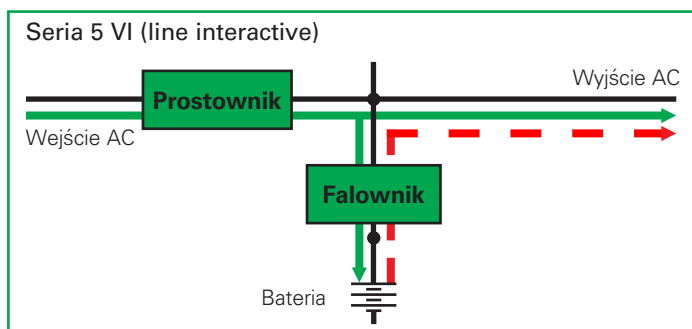 Seria 5 VI (line interactive)
Wyjście AC
Prostownik
Wejście AC
Falownik
Bateria